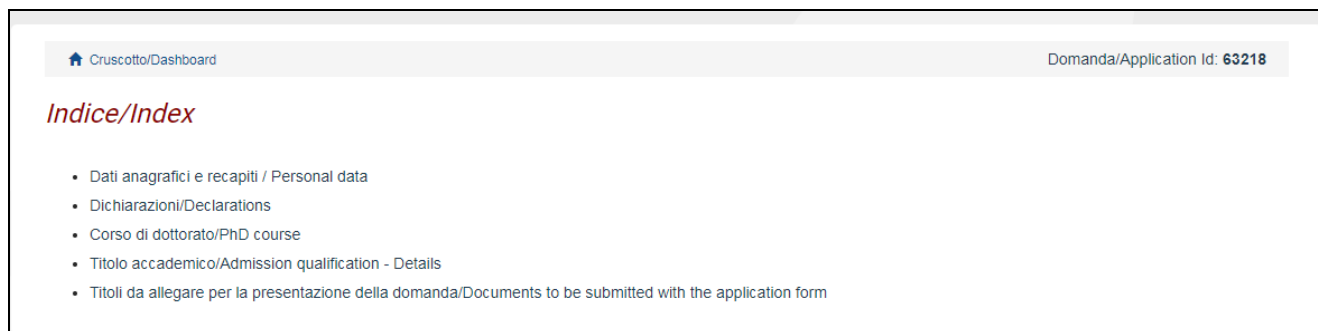 Cruscotto/Dashboard
Domanda/Application Id: 63218
Indice/Index
• Dati anagrafici e recapiti / Personal data
• Dichiarazioni/Declarations
• Corso di dottorato/PhD course
• Titolo accademico/Admission qualification - Details
• Titoli da allegare per la presentazione della domanda/Documents to be submitted with the application form